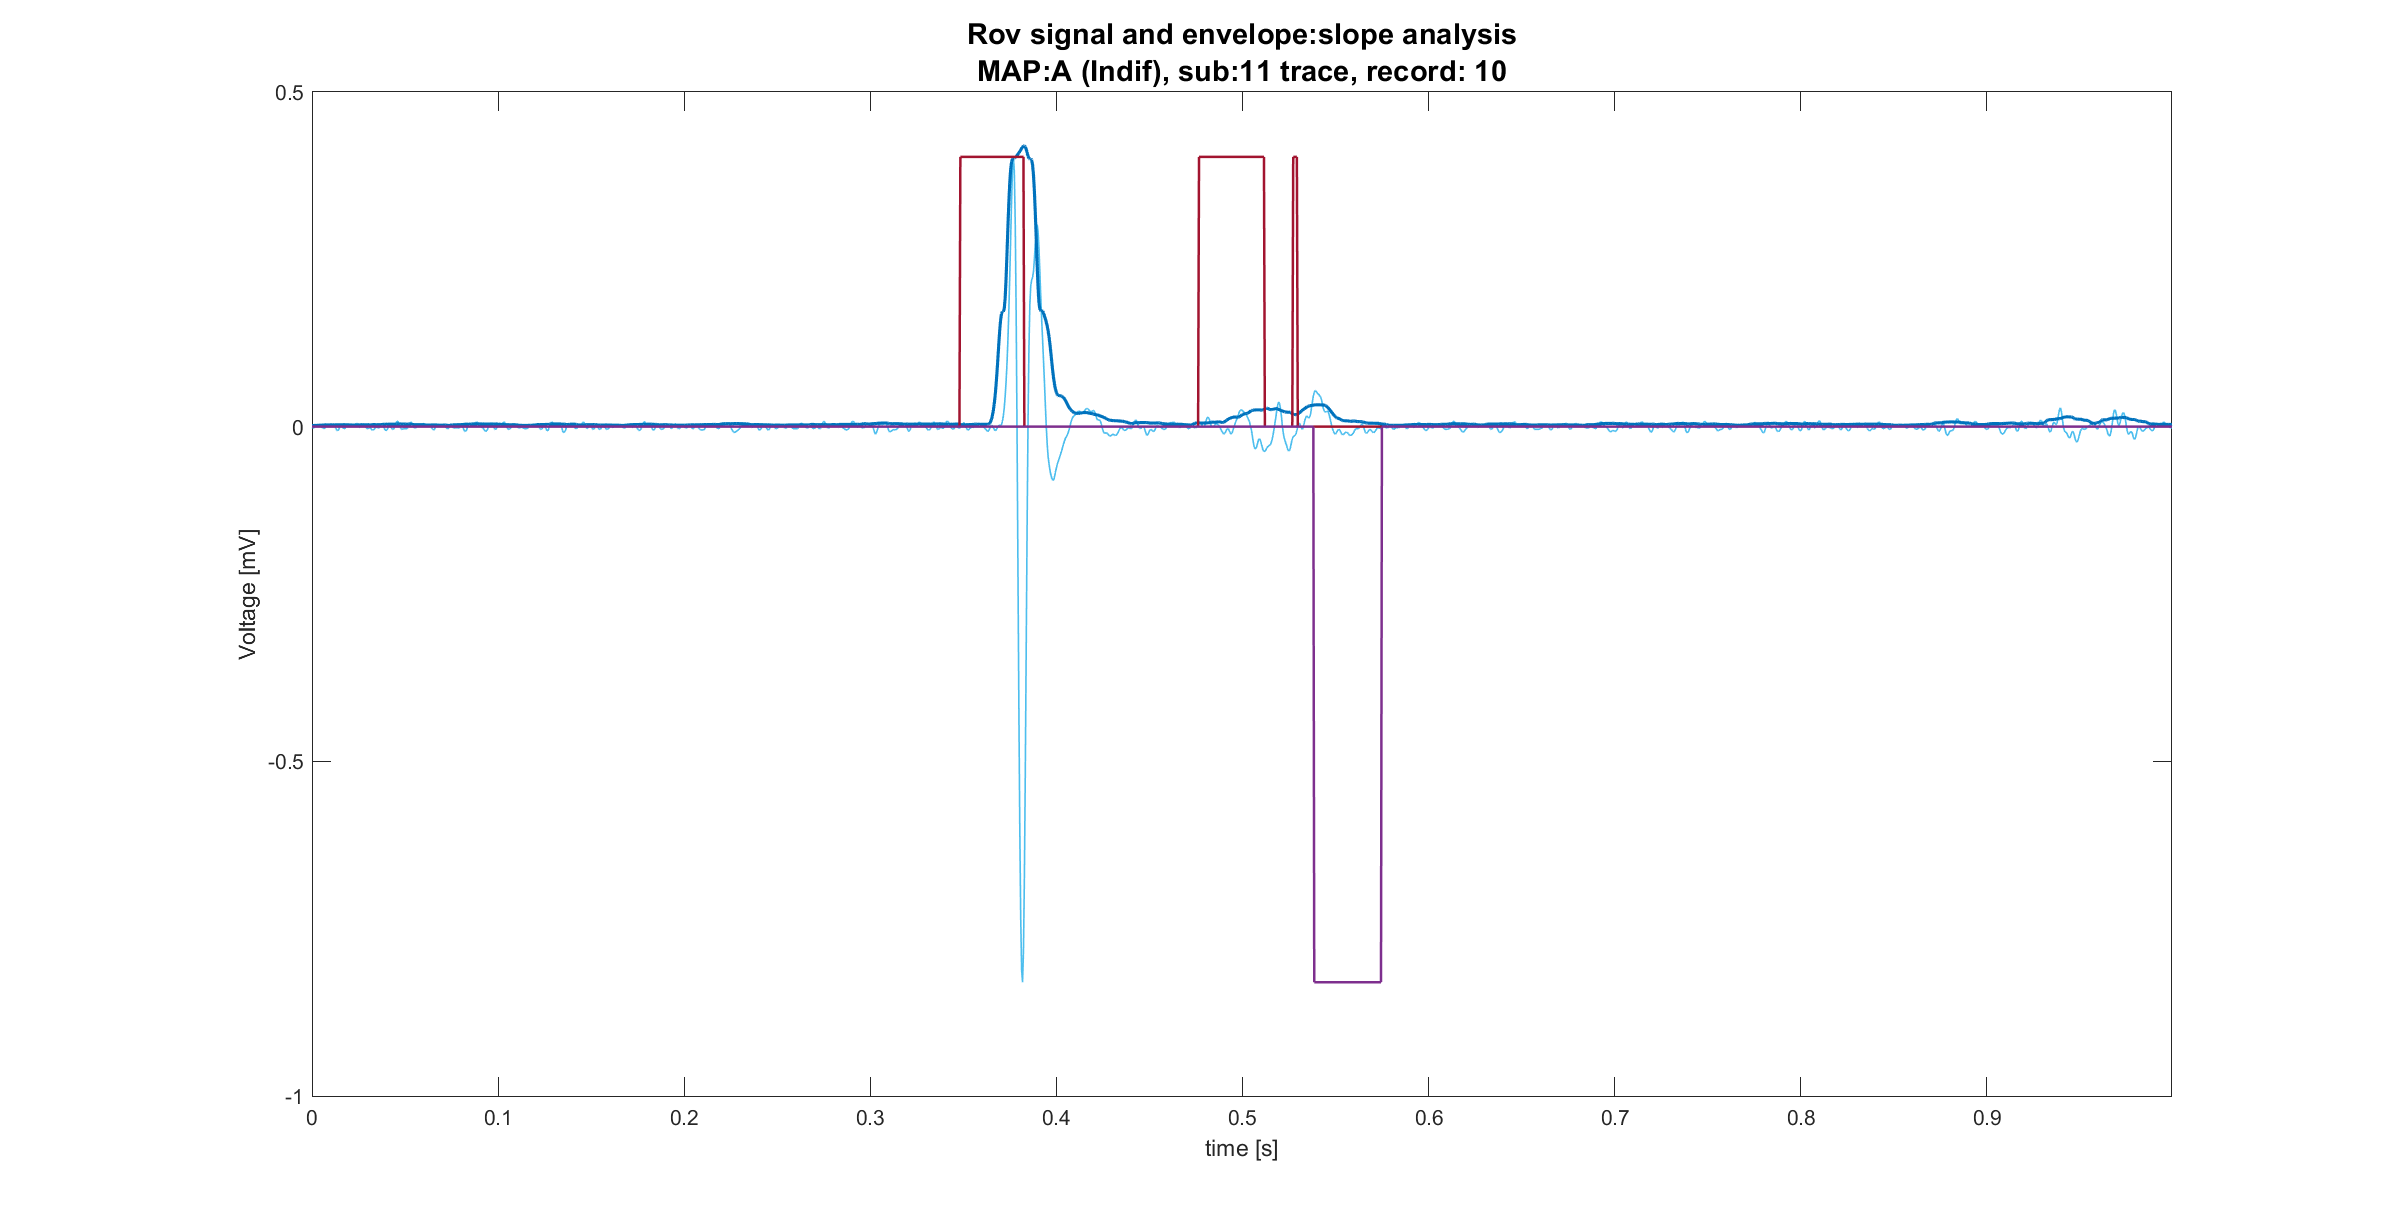 Rov signal and envelope:slope analysis
MAP:A (Indif), sub:11 trace, record: 10
0.5
0
-0.5
-1
Voltage [mV]
0 0.1 0.2 0.3 0.4 0.5 0.6 0.7 0.8 0.9
time [s]